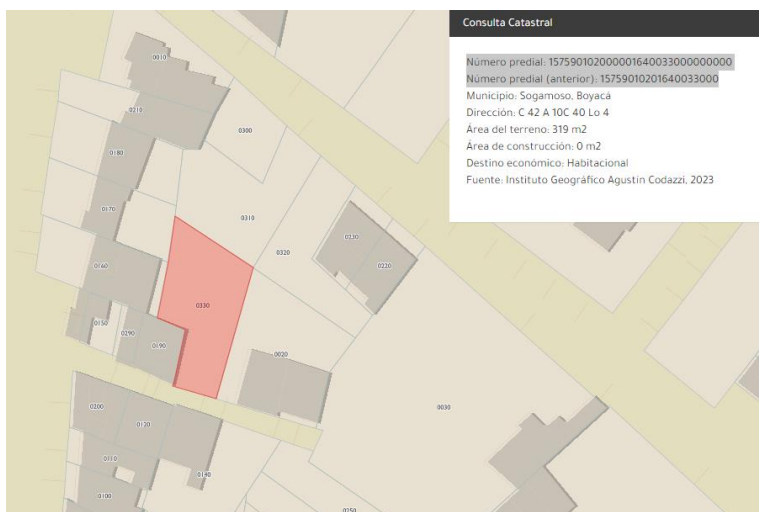 Consulta Catastral
Número predial: 157590102000001640033000000000
Número predial (anterior): 15759010201640033000
Municipio: Sogamoso, Boyacá
Dirección: C 42 A 10C 40 Lo 4
Área del terreno: 319 m2
Área de construcción: 0 m2
Destino económico: Habitacional
Fuente: Instituto Geográfico Agustín Codazzi, 2023
0010
0210
0300
0180
0170
0310
0230
0320
0160
0220
0330
0150
0290
0190
0020
0200
0120
0030
0110
0140
0100
0250